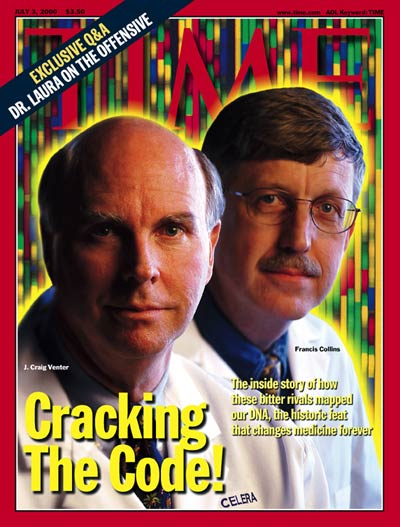 JULY 3, 2000 $3.50 www.time.com AOL Keyword: TIME
EXCLUSIVE Q&A
DR. LAURA ON THE OFFENSIVE
TIME
Francis Collins
J. Craig Venter
The inside story of how
these bitter rivals mapped
our DNA, the historic feat
that changes medicine forever
Cracking
The Code!
CELERA